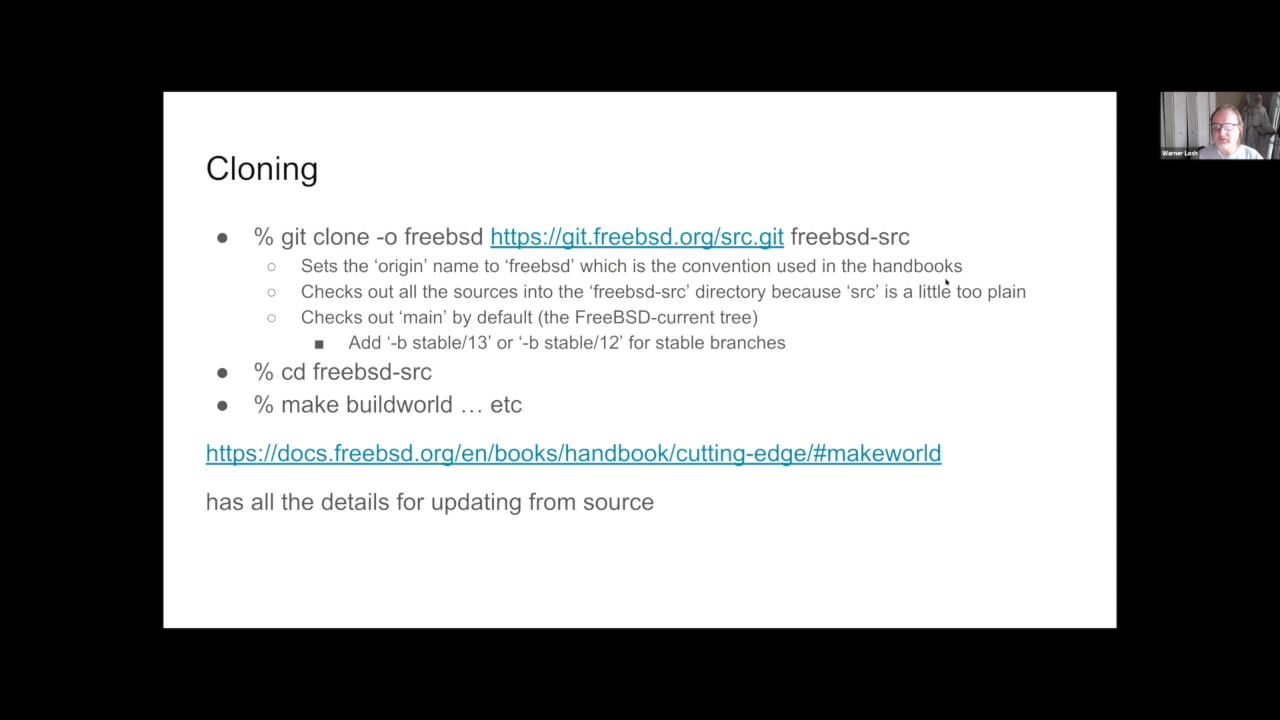 Cloning
● % git clone -o freebsd https://git.freebsd.org/src.git freebsd-src
○ Sets the ‘origin’ name to ‘freebsd’ which is the convention used in the handbooks
○ Checks out all the sources into the ‘freebsd-src’ directory because ‘src’ is a little too plain
○ Checks out ‘main’ by default (the FreeBSD-current tree)
■ Add ‘-b stable/13’ or ‘-b stable/12’ for stable branches
● % cd freebsd-src
● % make buildworld … etc
https://docs.freebsd.org/en/books/handbook/cutting-edge/#makeworld
has all the details for updating from source
Warner Losh